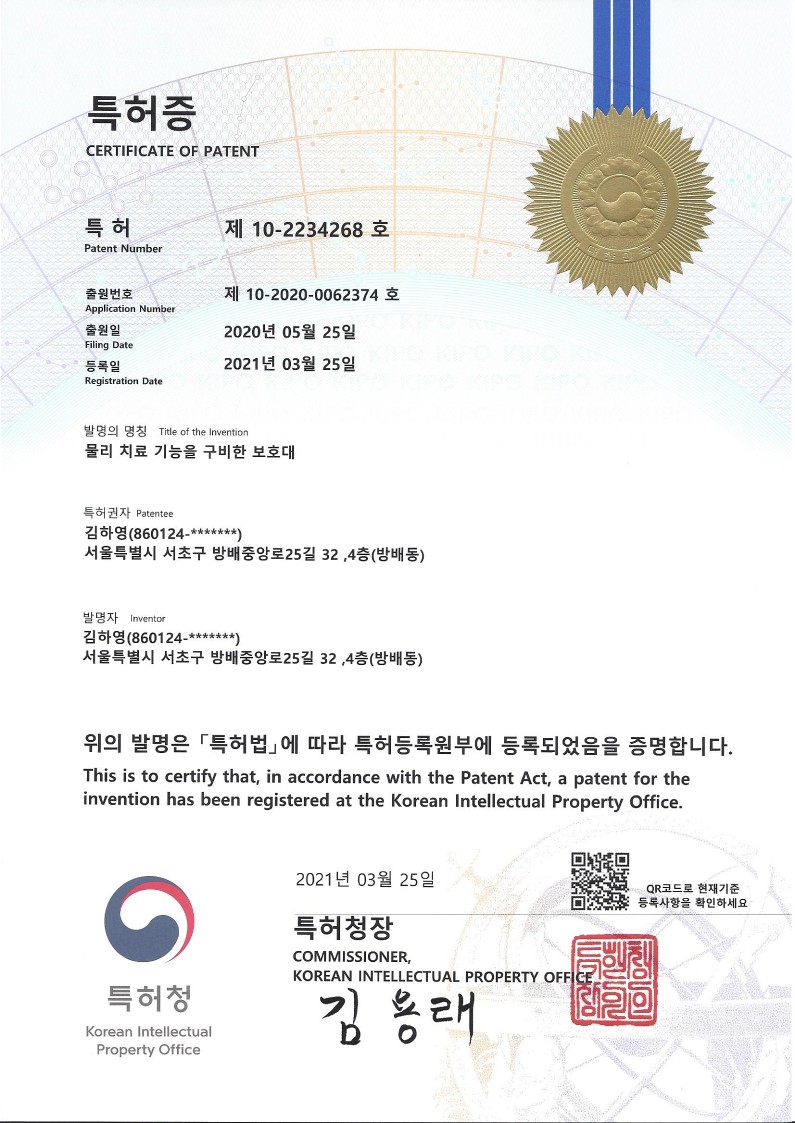 특허증
CERTIFICATE OF PATENT
특 허 제 10-2234268 호
Patent Number
출원번호 제 10-2020-0062374 호
Application Number
출원일 2020년 05월 25일
Filing Date
등록일 2021년 03월 25일
Registration Date
발명의 명칭 Title of the Invention
물리 치료 기능을 구비한 보호대
특허권자 Patentee
김하영(860124-*******)
서울특별시 서초구 방배중앙로25길 32 ,4층(방배동)
발명자 Inventor
김하영(860124-*******)
서울특별시 서초구 방배중앙로25길 32 ,4층(방배동)
위의 발명은 「특허법」에 따라 특허등록원부에 등록되었음을 증명합니다.
This is to certify that, in accordance with the Patent Act, a patent for the
invention has been registered at the Korean Intellectual Property Office.
2021년 03월 25일
QR코드로 현재기준
등록사항을 확인하세요
특허청장
COMMISSIONER,
KOREAN INTELLECTUAL PROPERTY OFFICE
김용래
특허청
Korean Intellectual
Property Office